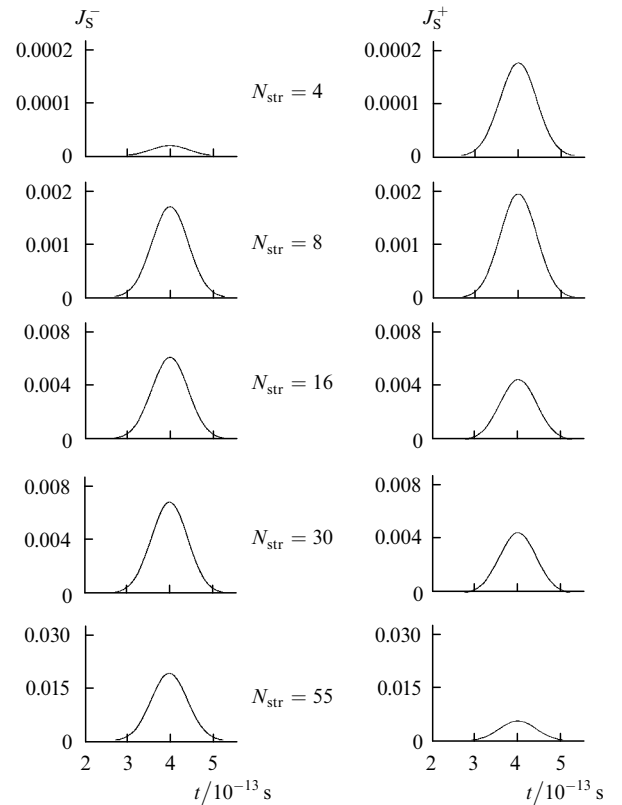 J_S^- J_S^+
0.0002 0.0002
N_str = 4
0.0001 0.0001
0 0
0.002 0.002
0.001 N_str = 8 0.001
0 0
0.008 0.008
N_str = 16
0.004 0.004
0 0
0.008 0.008
0.004 N_str = 30 0.004
0 0
0.030 0.030
0.015 N_str = 55 0.015
0 0
2 3 4 5 2 3 4 5
t/10^−13 s t/10^−13 s